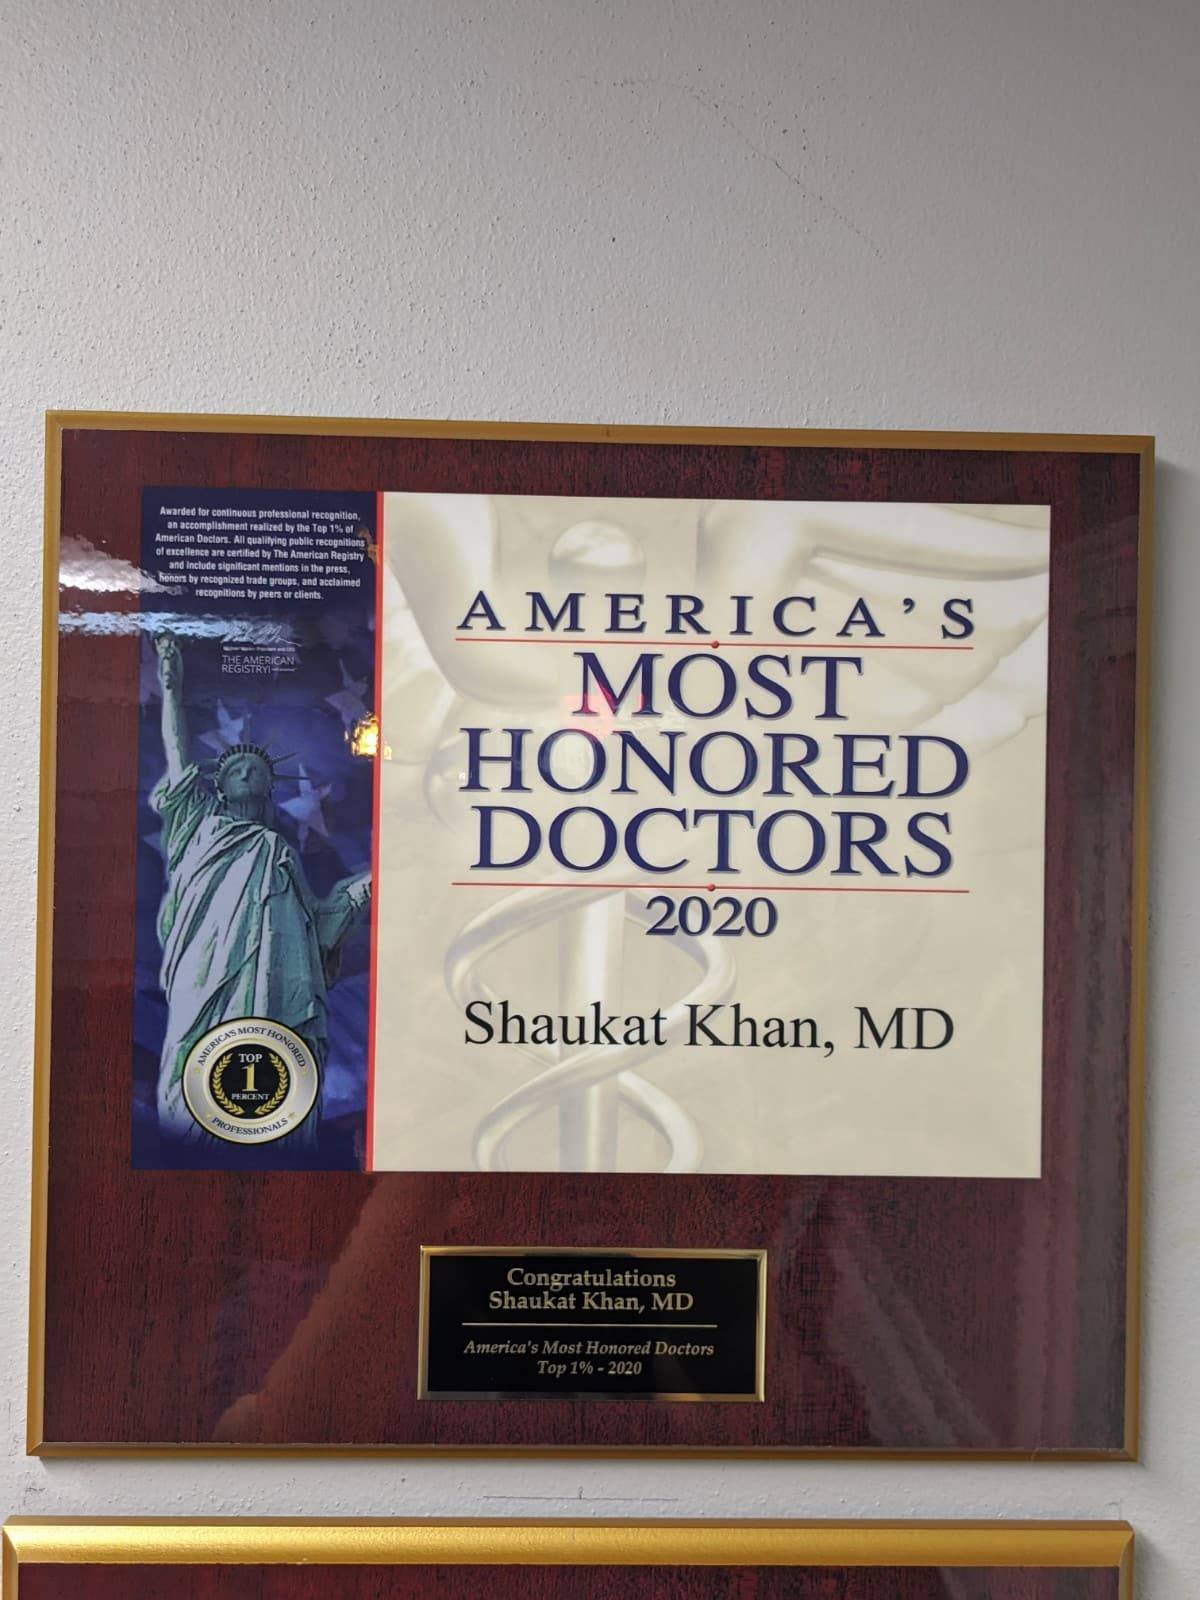 Awarded for continuous professional recognition,
an accomplishment realized by the Top 1% of
American Doctors. All qualifying public recognitions
of excellence are certified by The American Registry
and include significant mentions in the press,
honors by recognized trade groups, and acclaimed
recognitions by peers or clients.
THE AMERICAN
REGISTRY
AMERICA'S MOST HONORED
TOP
1
PERCENT
PROFESSIONALS
AMERICA'S
MOST
HONORED
DOCTORS
2020
Shaukat Khan, MD
Congratulations
Shaukat Khan, MD
America's Most Honored Doctors
Top 1% - 2020